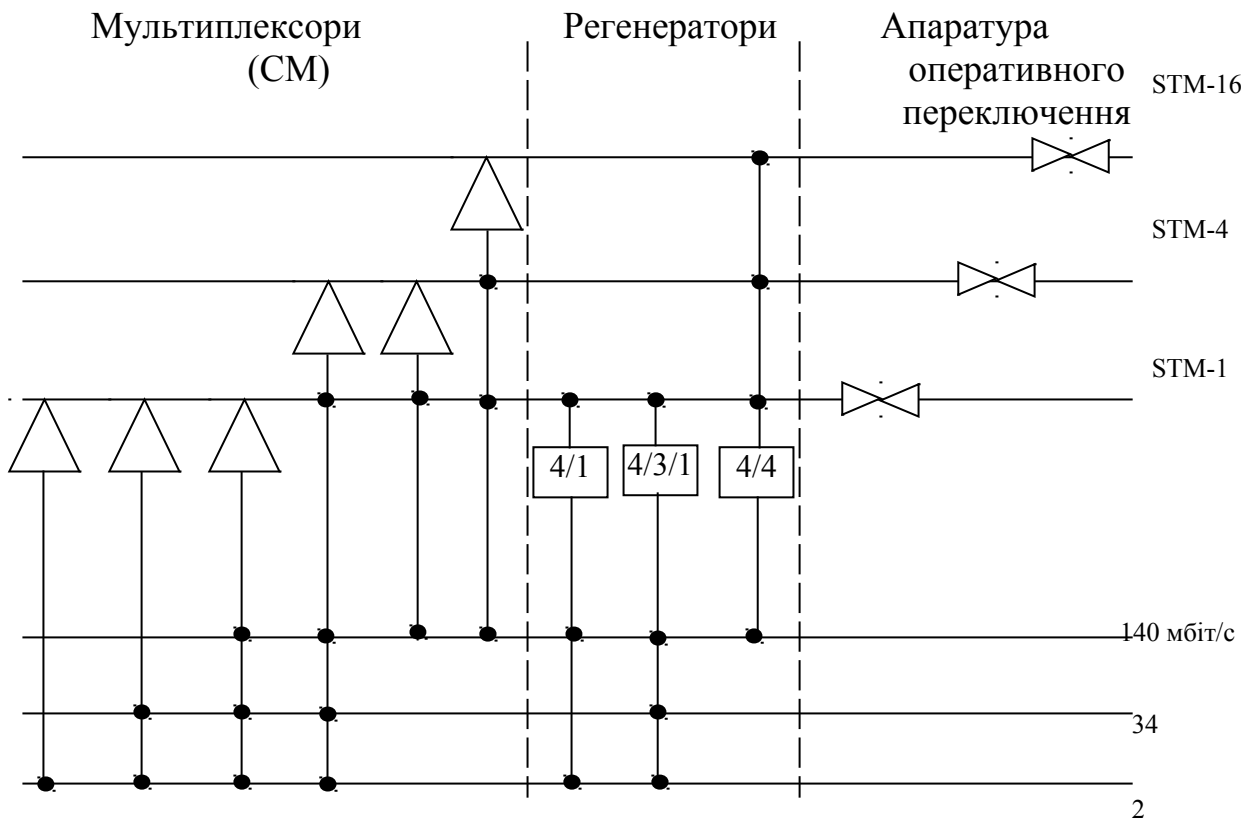 Мультиплексори
(СМ)
Регенератори
Апаратура
оперативного
переключення
STM-16
STM-4
STM-1
4/1
4/3/1
4/4
140 мбіт/с
34
2